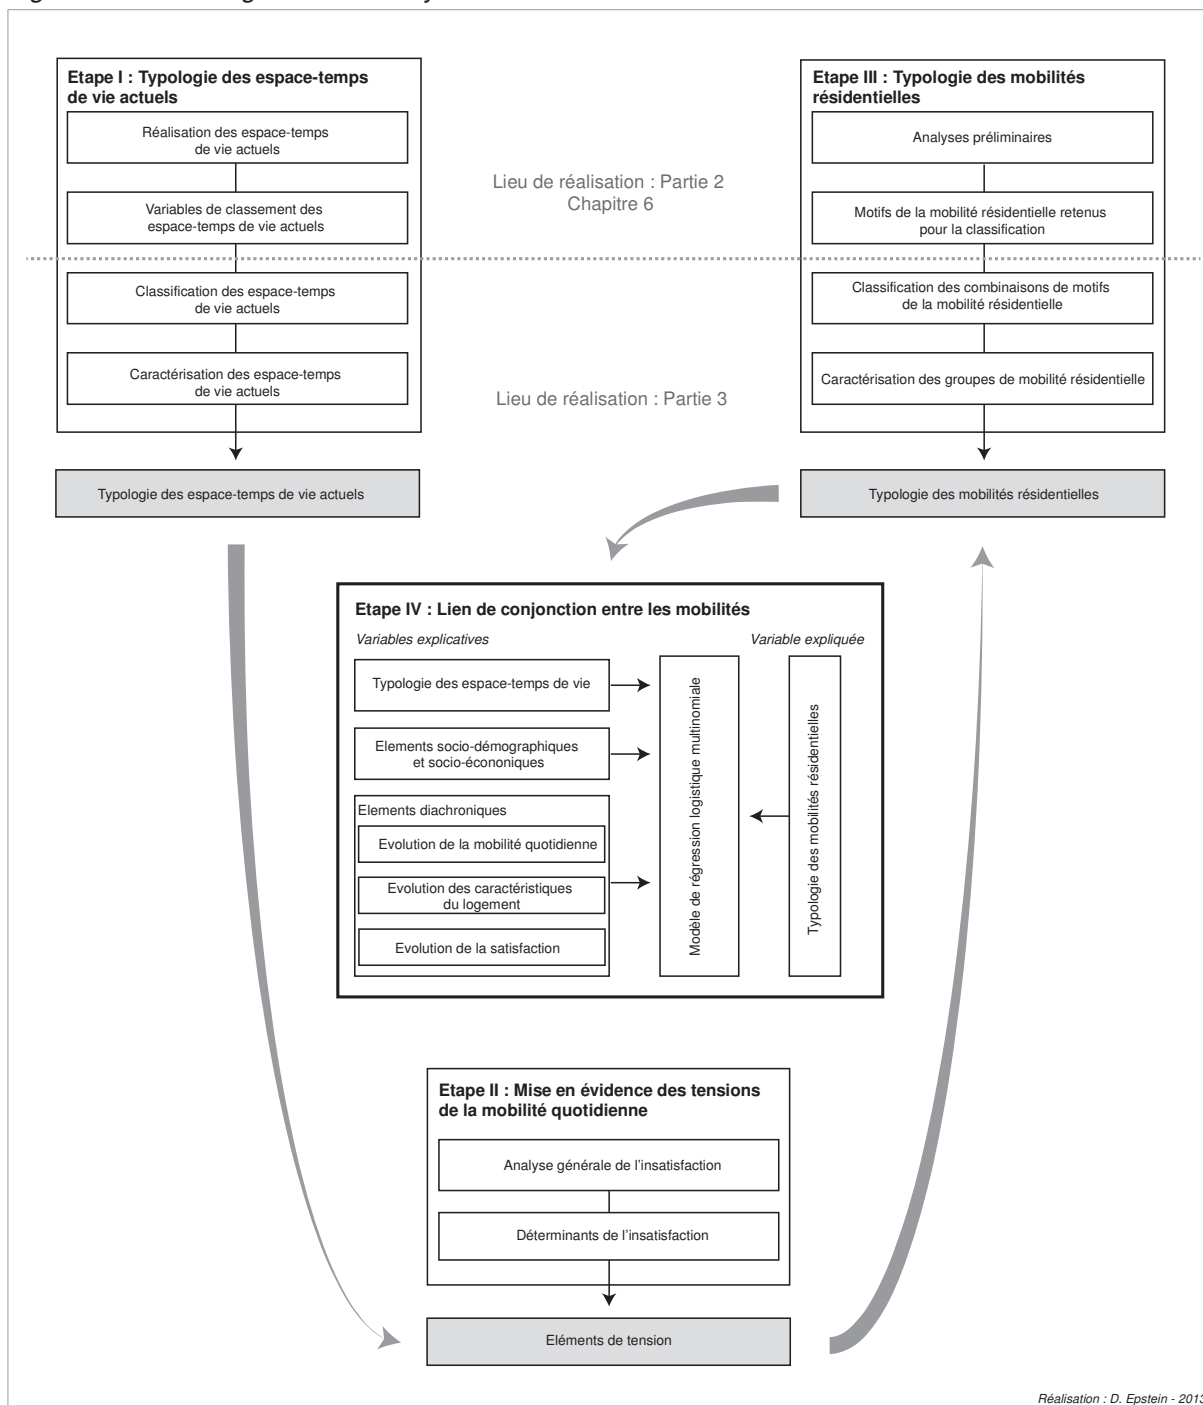 Etape I : Typologie des espace-temps
de vie actuels
Réalisation des espace-temps
de vie actuels
Variables de classement des
espace-temps de vie actuels
Classification des espace-temps
de vie actuels
Caractérisation des espace-temps
de vie actuels
Typologie des espace-temps de vie actuels
Lieu de réalisation : Partie 2
Chapitre 6
Lieu de réalisation : Partie 3
Etape III : Typologie des mobilités
résidentielles
Analyses préliminaires
Motifs de la mobilité résidentielle retenus
pour la classification
Classification des combinaisons de motifs
de la mobilité résidentielle
Caractérisation des groupes de mobilité résidentielle
Typologie des mobilités résidentielles
Etape IV : Lien de conjonction entre les mobilités
Variables explicatives
Variable expliquée
Typologie des espace-temps de vie
Elements socio-démographiques
et socio-écononiques
Elements diachroniques
Evolution de la mobilité quotidienne
Evolution des caractéristiques
du logement
Evolution de la satisfaction
Modèle de régression logistique multinomiale
Typologie des mobilités résidentielles
Etape II : Mise en évidence des tensions
de la mobilité quotidienne
Analyse générale de l'insatisfaction
Déterminants de l'insatisfaction
Eléments de tension
Réalisation : D. Epstein - 2013